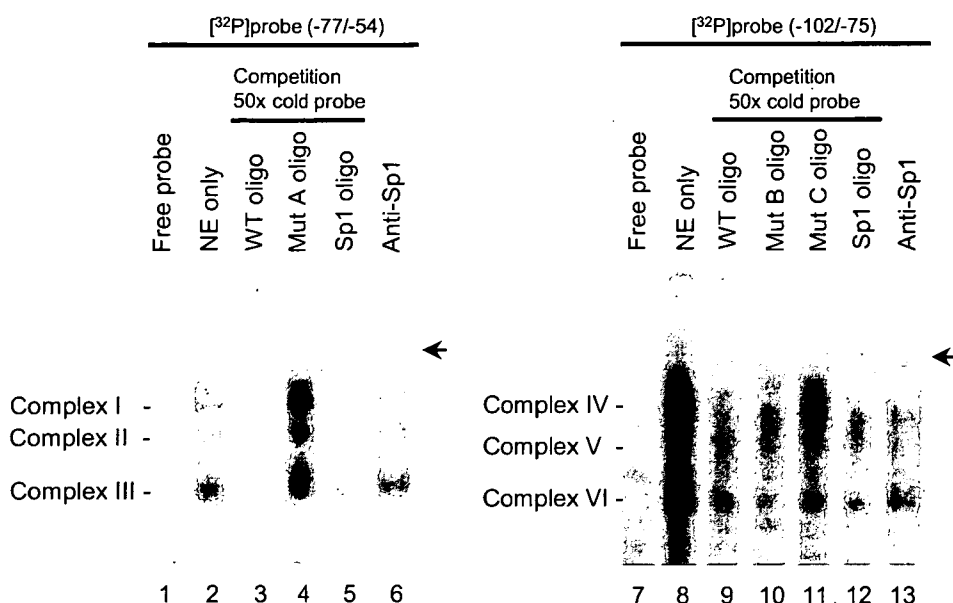 [³²P]probe (-77/-54)
Competition
50x cold probe
Free probe
NE only
WT oligo
Mut A oligo
Sp1 oligo
Anti-Sp1
Complex I -
Complex II -
Complex III -
1 2 3 4 5 6
[³²P]probe (-102/-75)
Competition
50x cold probe
Free probe
NE only
WT oligo
Mut B oligo
Mut C oligo
Sp1 oligo
Anti-Sp1
Complex IV -
Complex V -
Complex VI -
7 8 9 10 11 12 13